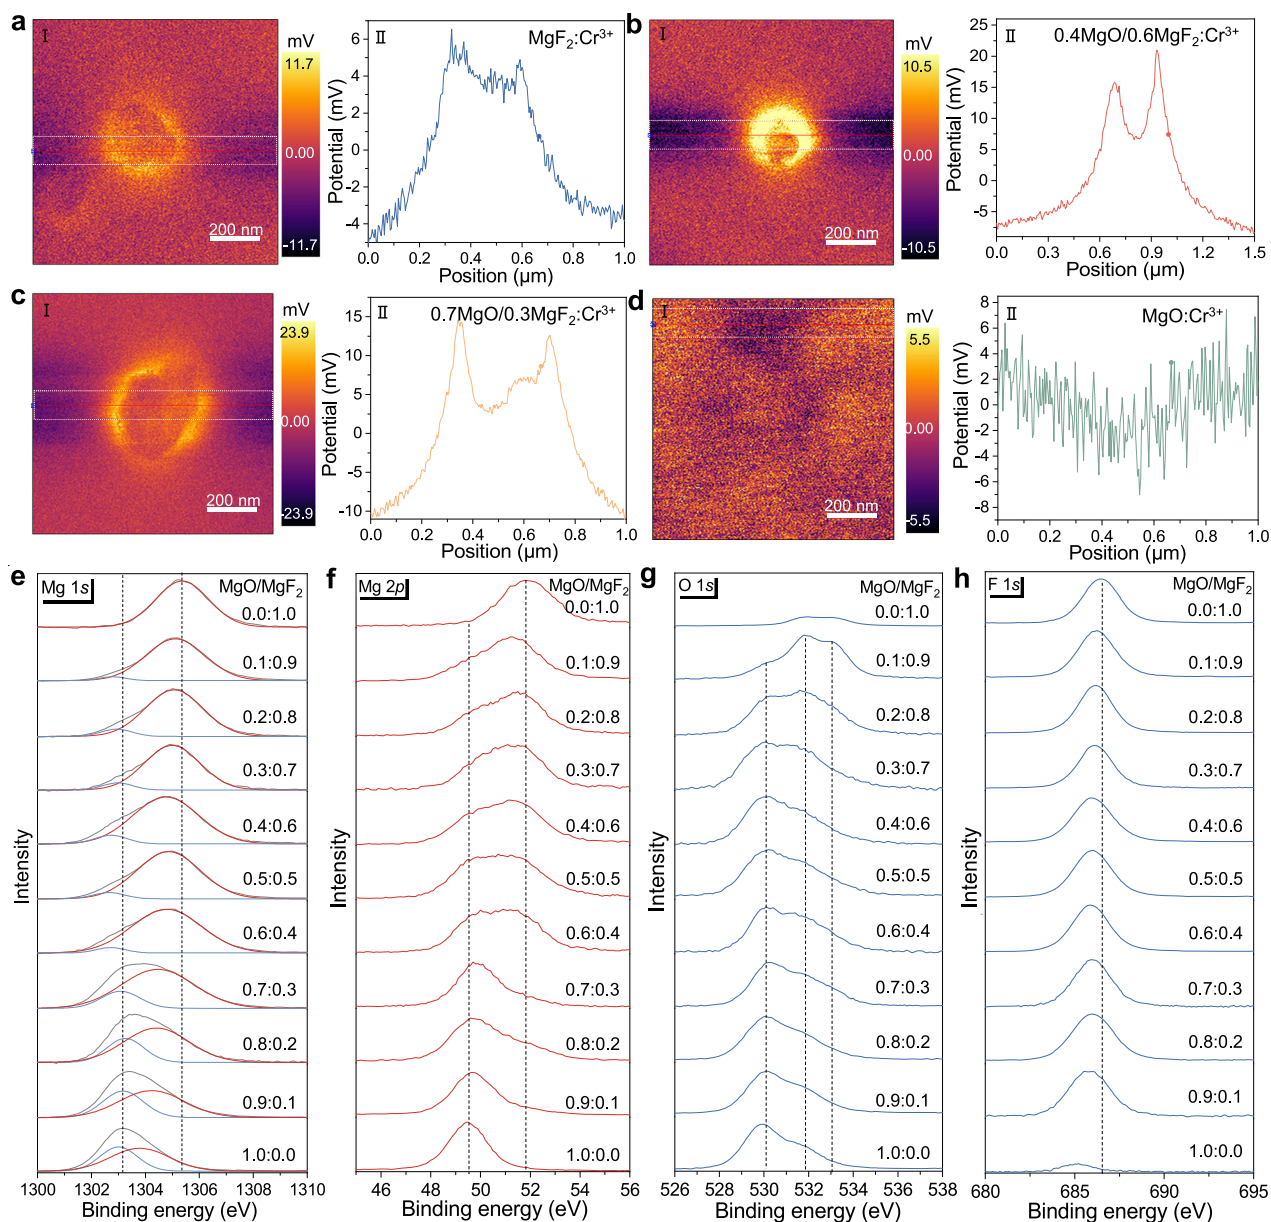 a
I
mV
11.7
0.00
-11.7
200 nm
II
MgF2:Cr3+
Potential (mV)
6
4
2
0
-2
-4
0.0 0.2 0.4 0.6 0.8 1.0
Position (µm)
b
I
mV
10.5
0.00
-10.5
200 nm
II
0.4MgO/0.6MgF2:Cr3+
Potential (mV)
25
20
15
10
5
0
-5
0.0 0.3 0.6 0.9 1.2 1.5
Position (µm)
c
I
mV
23.9
0.00
-23.9
200 nm
II
0.7MgO/0.3MgF2:Cr3+
Potential (mV)
15
10
5
0
-5
-10
0.0 0.2 0.4 0.6 0.8 1.0
Position (µm)
d
I
mV
5.5
0.00
-5.5
200 nm
II
MgO:Cr3+
Potential (mV)
8
6
4
2
0
-2
-4
-6
-8
0.0 0.2 0.4 0.6 0.8 1.0
Position (µm)
e
Mg 1s
MgO/MgF2
0.0:1.0
0.1:0.9
0.2:0.8
0.3:0.7
0.4:0.6
0.5:0.5
0.6:0.4
0.7:0.3
0.8:0.2
0.9:0.1
1.0:0.0
Intensity
1300 1302 1304 1306 1308 1310
Binding energy (eV)
f
Mg 2p
MgO/MgF2
0.0:1.0
0.1:0.9
0.2:0.8
0.3:0.7
0.4:0.6
0.5:0.5
0.6:0.4
0.7:0.3
0.8:0.2
0.9:0.1
1.0:0.0
Intensity
46 48 50 52 54 56
Binding energy (eV)
g
O 1s
MgO/MgF2
0.0:1.0
0.1:0.9
0.2:0.8
0.3:0.7
0.4:0.6
0.5:0.5
0.6:0.4
0.7:0.3
0.8:0.2
0.9:0.1
1.0:0.0
Intensity
526 528 530 532 534 536 538
Binding energy (eV)
h
F 1s
MgO/MgF2
0.0:1.0
0.1:0.9
0.2:0.8
0.3:0.7
0.4:0.6
0.5:0.5
0.6:0.4
0.7:0.3
0.8:0.2
0.9:0.1
1.0:0.0
Intensity
680 685 690 695
Binding energy (eV)